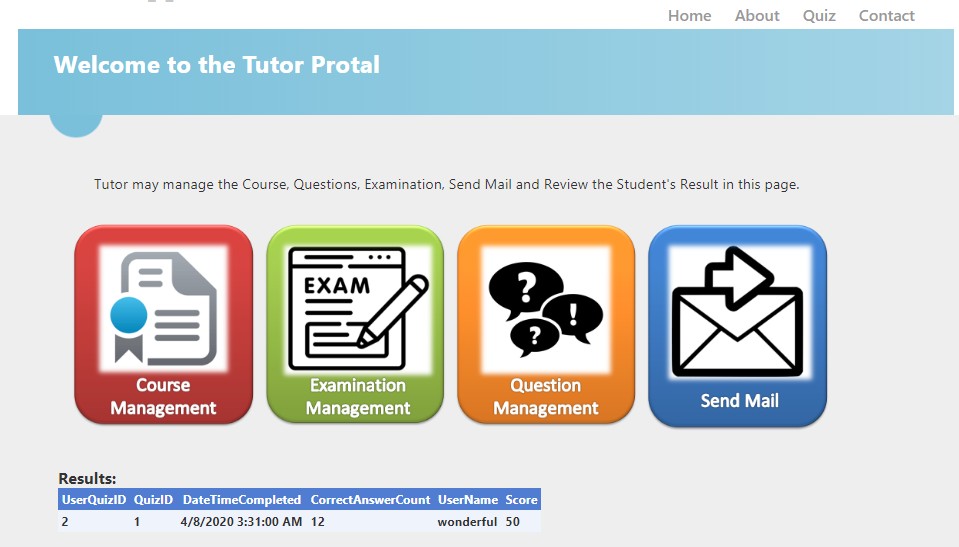 Home About Quiz Contact
Welcome to the Tutor Protal
Tutor may manage the Course, Questions, Examination, Send Mail and Review the Student's Result in this page.
EXAM
? ! ?
Course Management
Examination Management
Question Management
Send Mail
Results:
UserQuizID QuizID DateTimeCompleted CorrectAnswerCount UserName Score
2 1 4/8/2020 3:31:00 AM 12 wonderful 50